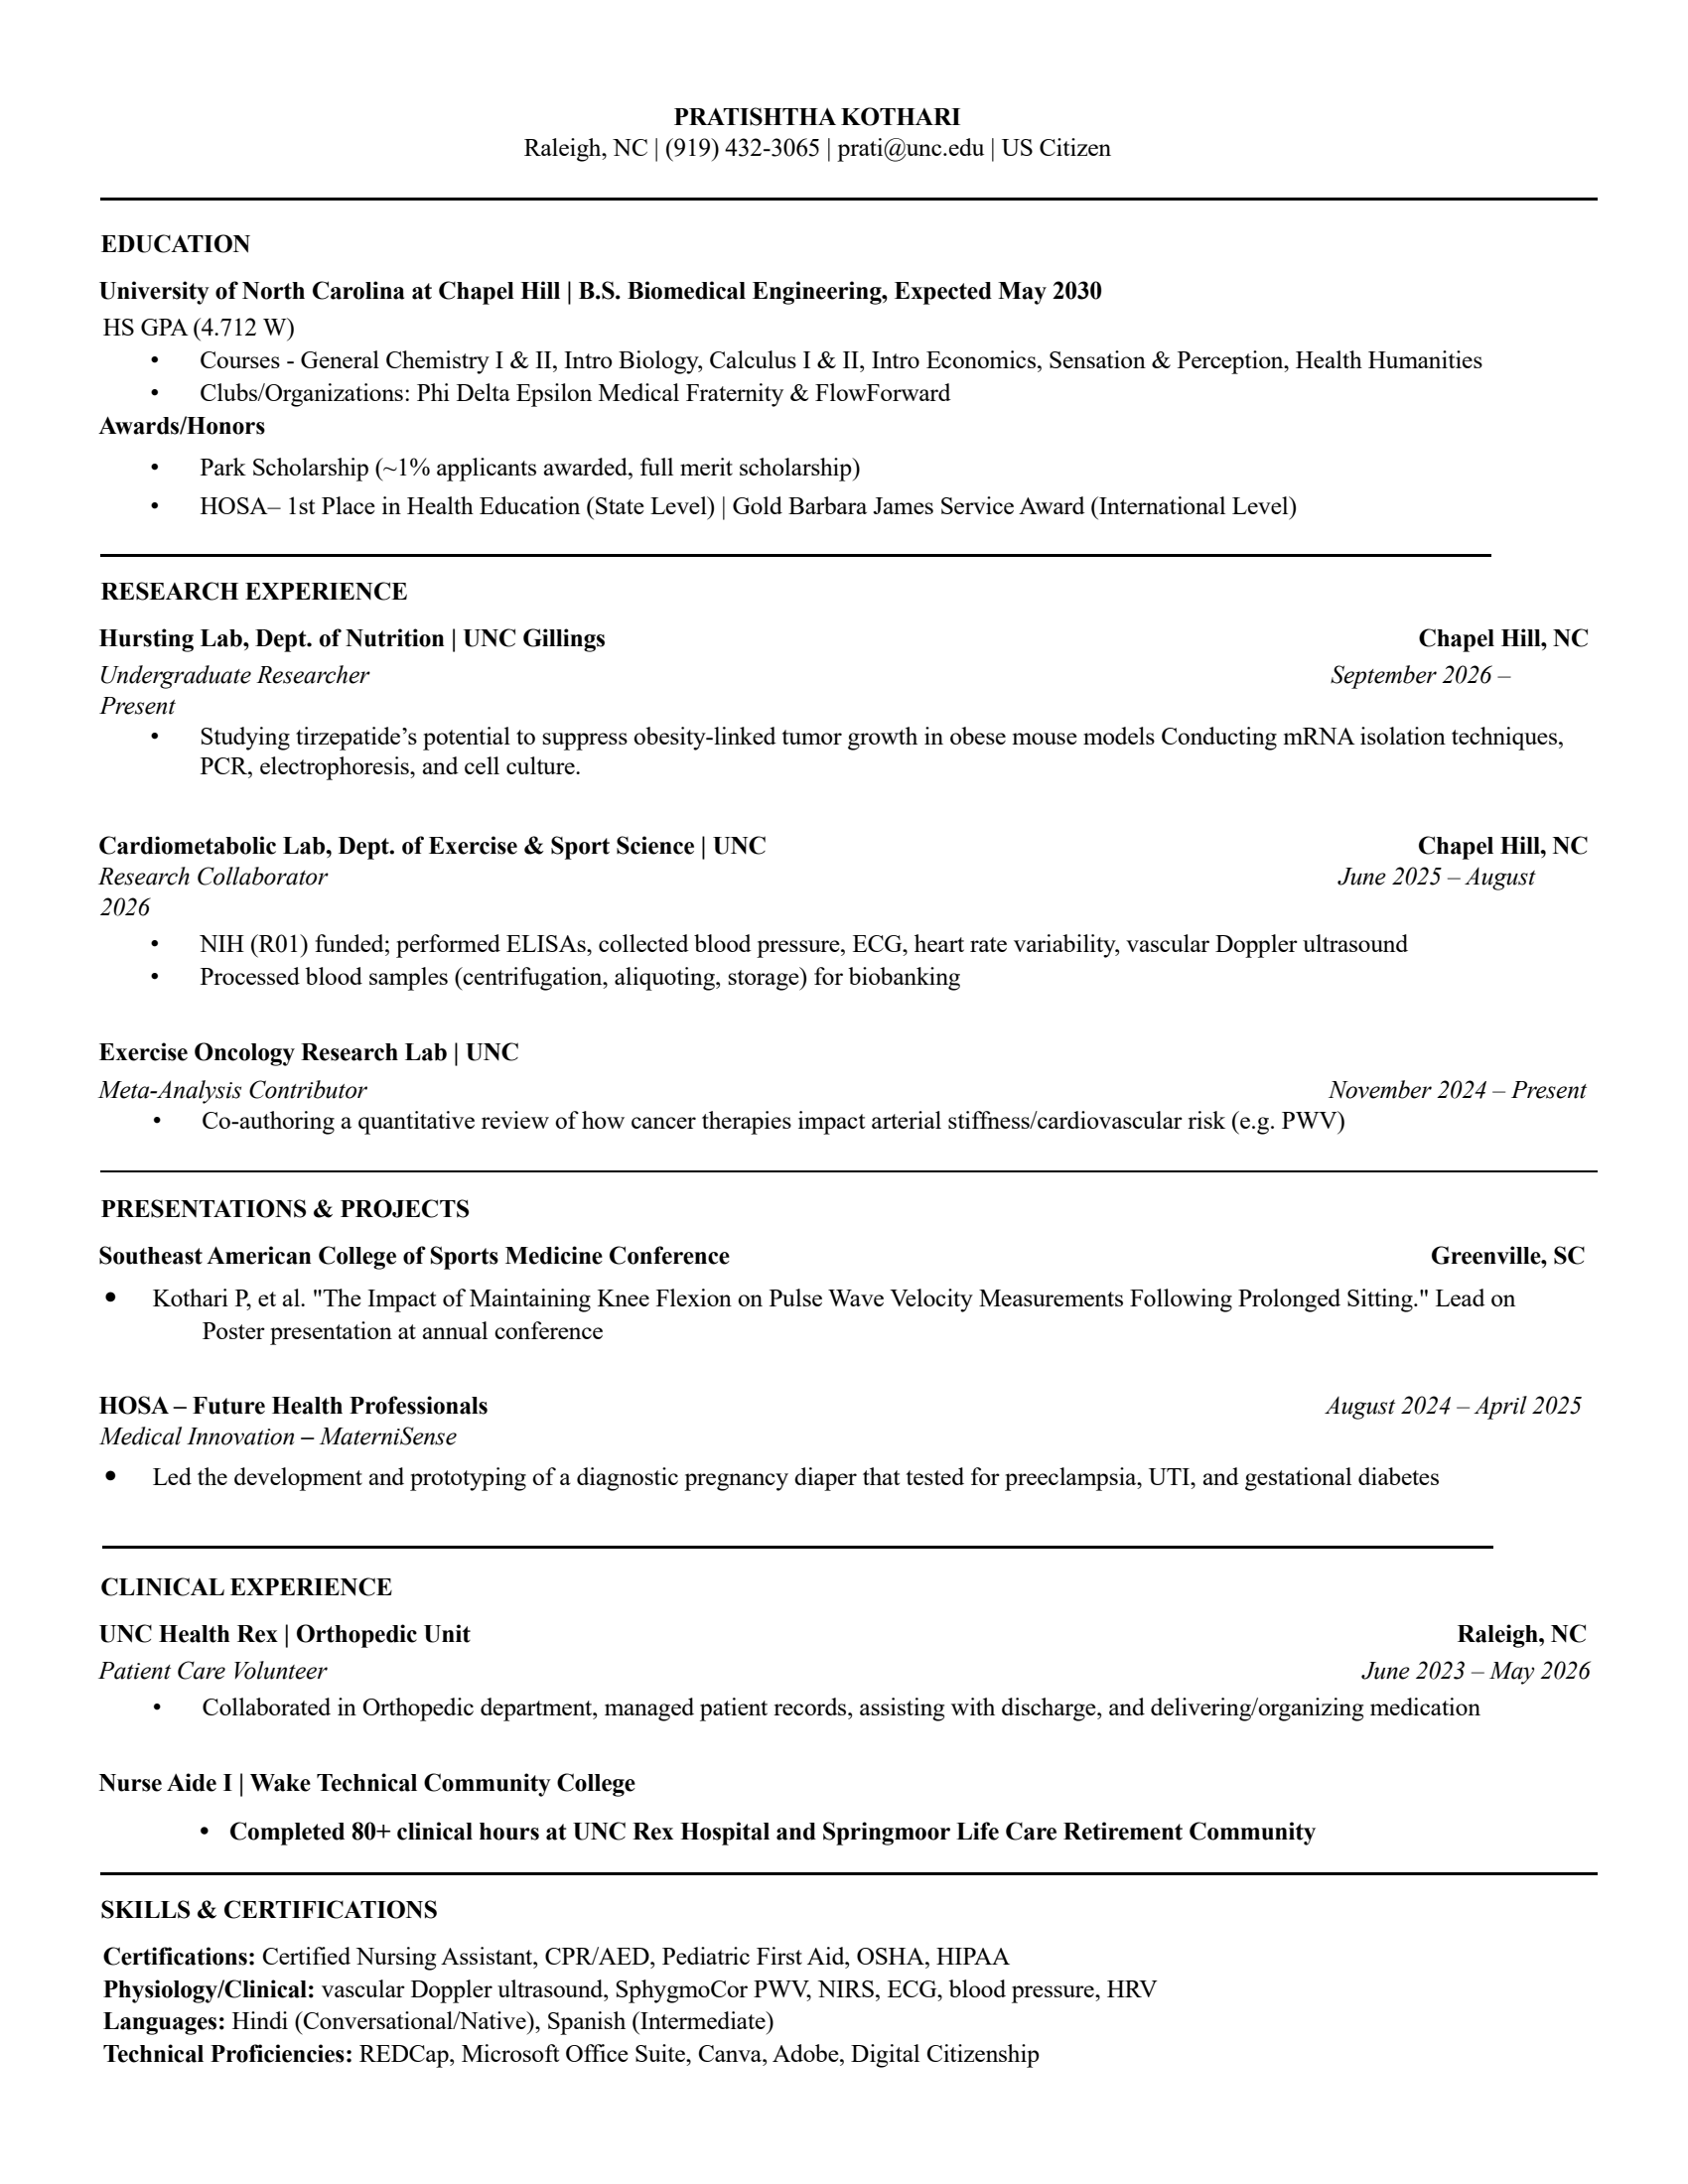 PRATISHTHA KOTHARI
Raleigh, NC | (919) 432-3065 | prati@unc.edu | US Citizen
EDUCATION
University of North Carolina at Chapel Hill | B.S. Biomedical Engineering, Expected May 2030
HS GPA (4.712 W)
• Courses - General Chemistry I & II, Intro Biology, Calculus I & II, Intro Economics, Sensation & Perception, Health Humanities
• Clubs/Organizations: Phi Delta Epsilon Medical Fraternity & FlowForward
Awards/Honors
• Park Scholarship (~1% applicants awarded, full merit scholarship)
• HOSA– 1st Place in Health Education (State Level) | Gold Barbara James Service Award (International Level)
RESEARCH EXPERIENCE
Hursting Lab, Dept. of Nutrition | UNC Gillings Chapel Hill, NC
Undergraduate Researcher September 2026 –
Present
• Studying tirzepatide’s potential to suppress obesity-linked tumor growth in obese mouse models Conducting mRNA isolation techniques,
PCR, electrophoresis, and cell culture.
Cardiometabolic Lab, Dept. of Exercise & Sport Science | UNC Chapel Hill, NC
Research Collaborator June 2025 – August
2026
• NIH (R01) funded; performed ELISAs, collected blood pressure, ECG, heart rate variability, vascular Doppler ultrasound
• Processed blood samples (centrifugation, aliquoting, storage) for biobanking
Exercise Oncology Research Lab | UNC
Meta-Analysis Contributor November 2024 – Present
• Co-authoring a quantitative review of how cancer therapies impact arterial stiffness/cardiovascular risk (e.g. PWV)
PRESENTATIONS & PROJECTS
Southeast American College of Sports Medicine Conference Greenville, SC
• Kothari P, et al. "The Impact of Maintaining Knee Flexion on Pulse Wave Velocity Measurements Following Prolonged Sitting." Lead on
Poster presentation at annual conference
HOSA – Future Health Professionals August 2024 – April 2025
Medical Innovation – MaterniSense
• Led the development and prototyping of a diagnostic pregnancy diaper that tested for preeclampsia, UTI, and gestational diabetes
CLINICAL EXPERIENCE
UNC Health Rex | Orthopedic Unit Raleigh, NC
Patient Care Volunteer June 2023 – May 2026
• Collaborated in Orthopedic department, managed patient records, assisting with discharge, and delivering/organizing medication
Nurse Aide I | Wake Technical Community College
• Completed 80+ clinical hours at UNC Rex Hospital and Springmoor Life Care Retirement Community
SKILLS & CERTIFICATIONS
Certifications: Certified Nursing Assistant, CPR/AED, Pediatric First Aid, OSHA, HIPAA
Physiology/Clinical: vascular Doppler ultrasound, SphygmoCor PWV, NIRS, ECG, blood pressure, HRV
Languages: Hindi (Conversational/Native), Spanish (Intermediate)
Technical Proficiencies: REDCap, Microsoft Office Suite, Canva, Adobe, Digital Citizenship